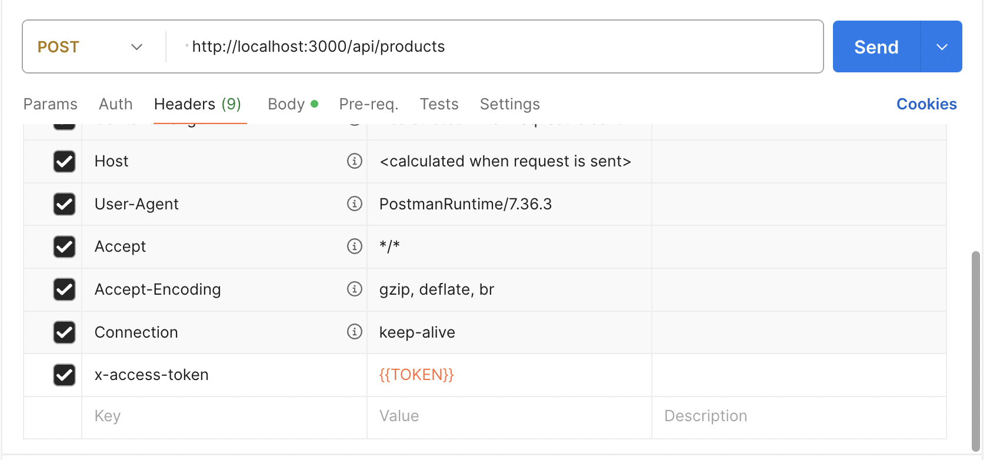 POST http://localhost:3000/api/products Send
Params Auth Headers (9) Body Pre-req. Tests Settings Cookies
Host <calculated when request is sent>
User-Agent PostmanRuntime/7.36.3
Accept */*
Accept-Encoding gzip, deflate, br
Connection keep-alive
x-access-token {{TOKEN}}
Key Value Description